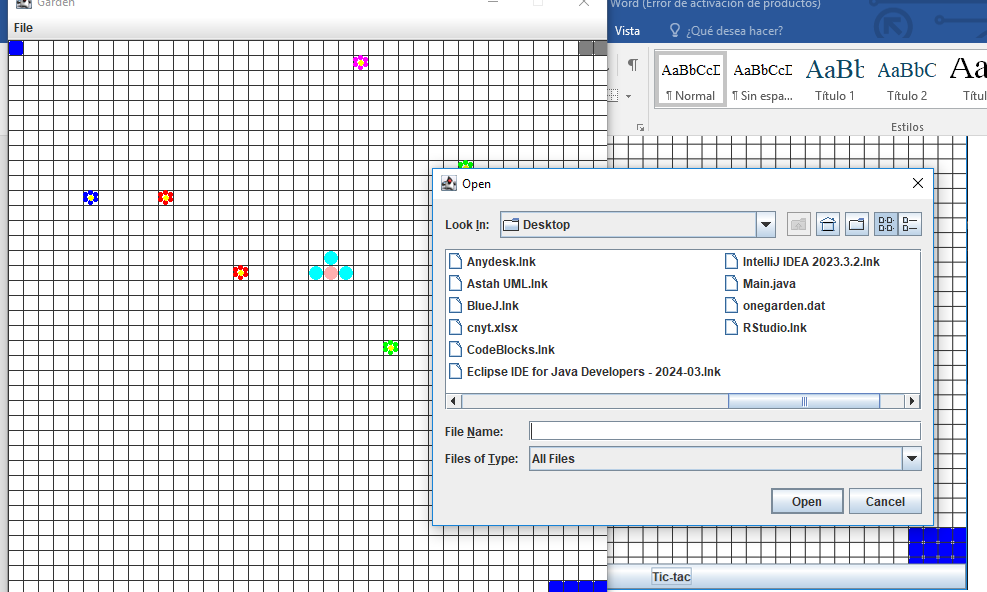 Garden
Word (Error de activación de productos)
File
Vista
¿Qué desea hacer?
AaBbCcI
AaBbCcI
AaBb
AaBbC
Aa
¶ Normal
¶ Sin espa...
Título 1
Título 2
Títul
Estilos
Open
Look In:
Desktop
Anydesk.lnk
IntelliJ IDEA 2023.3.2.lnk
Astah UML.lnk
Main.java
BlueJ.lnk
onegarden.dat
cnyt.xlsx
RStudio.lnk
CodeBlocks.lnk
Eclipse IDE for Java Developers - 2024-03.lnk
File Name:
Files of Type:
All Files
Open
Cancel
Tic-tac